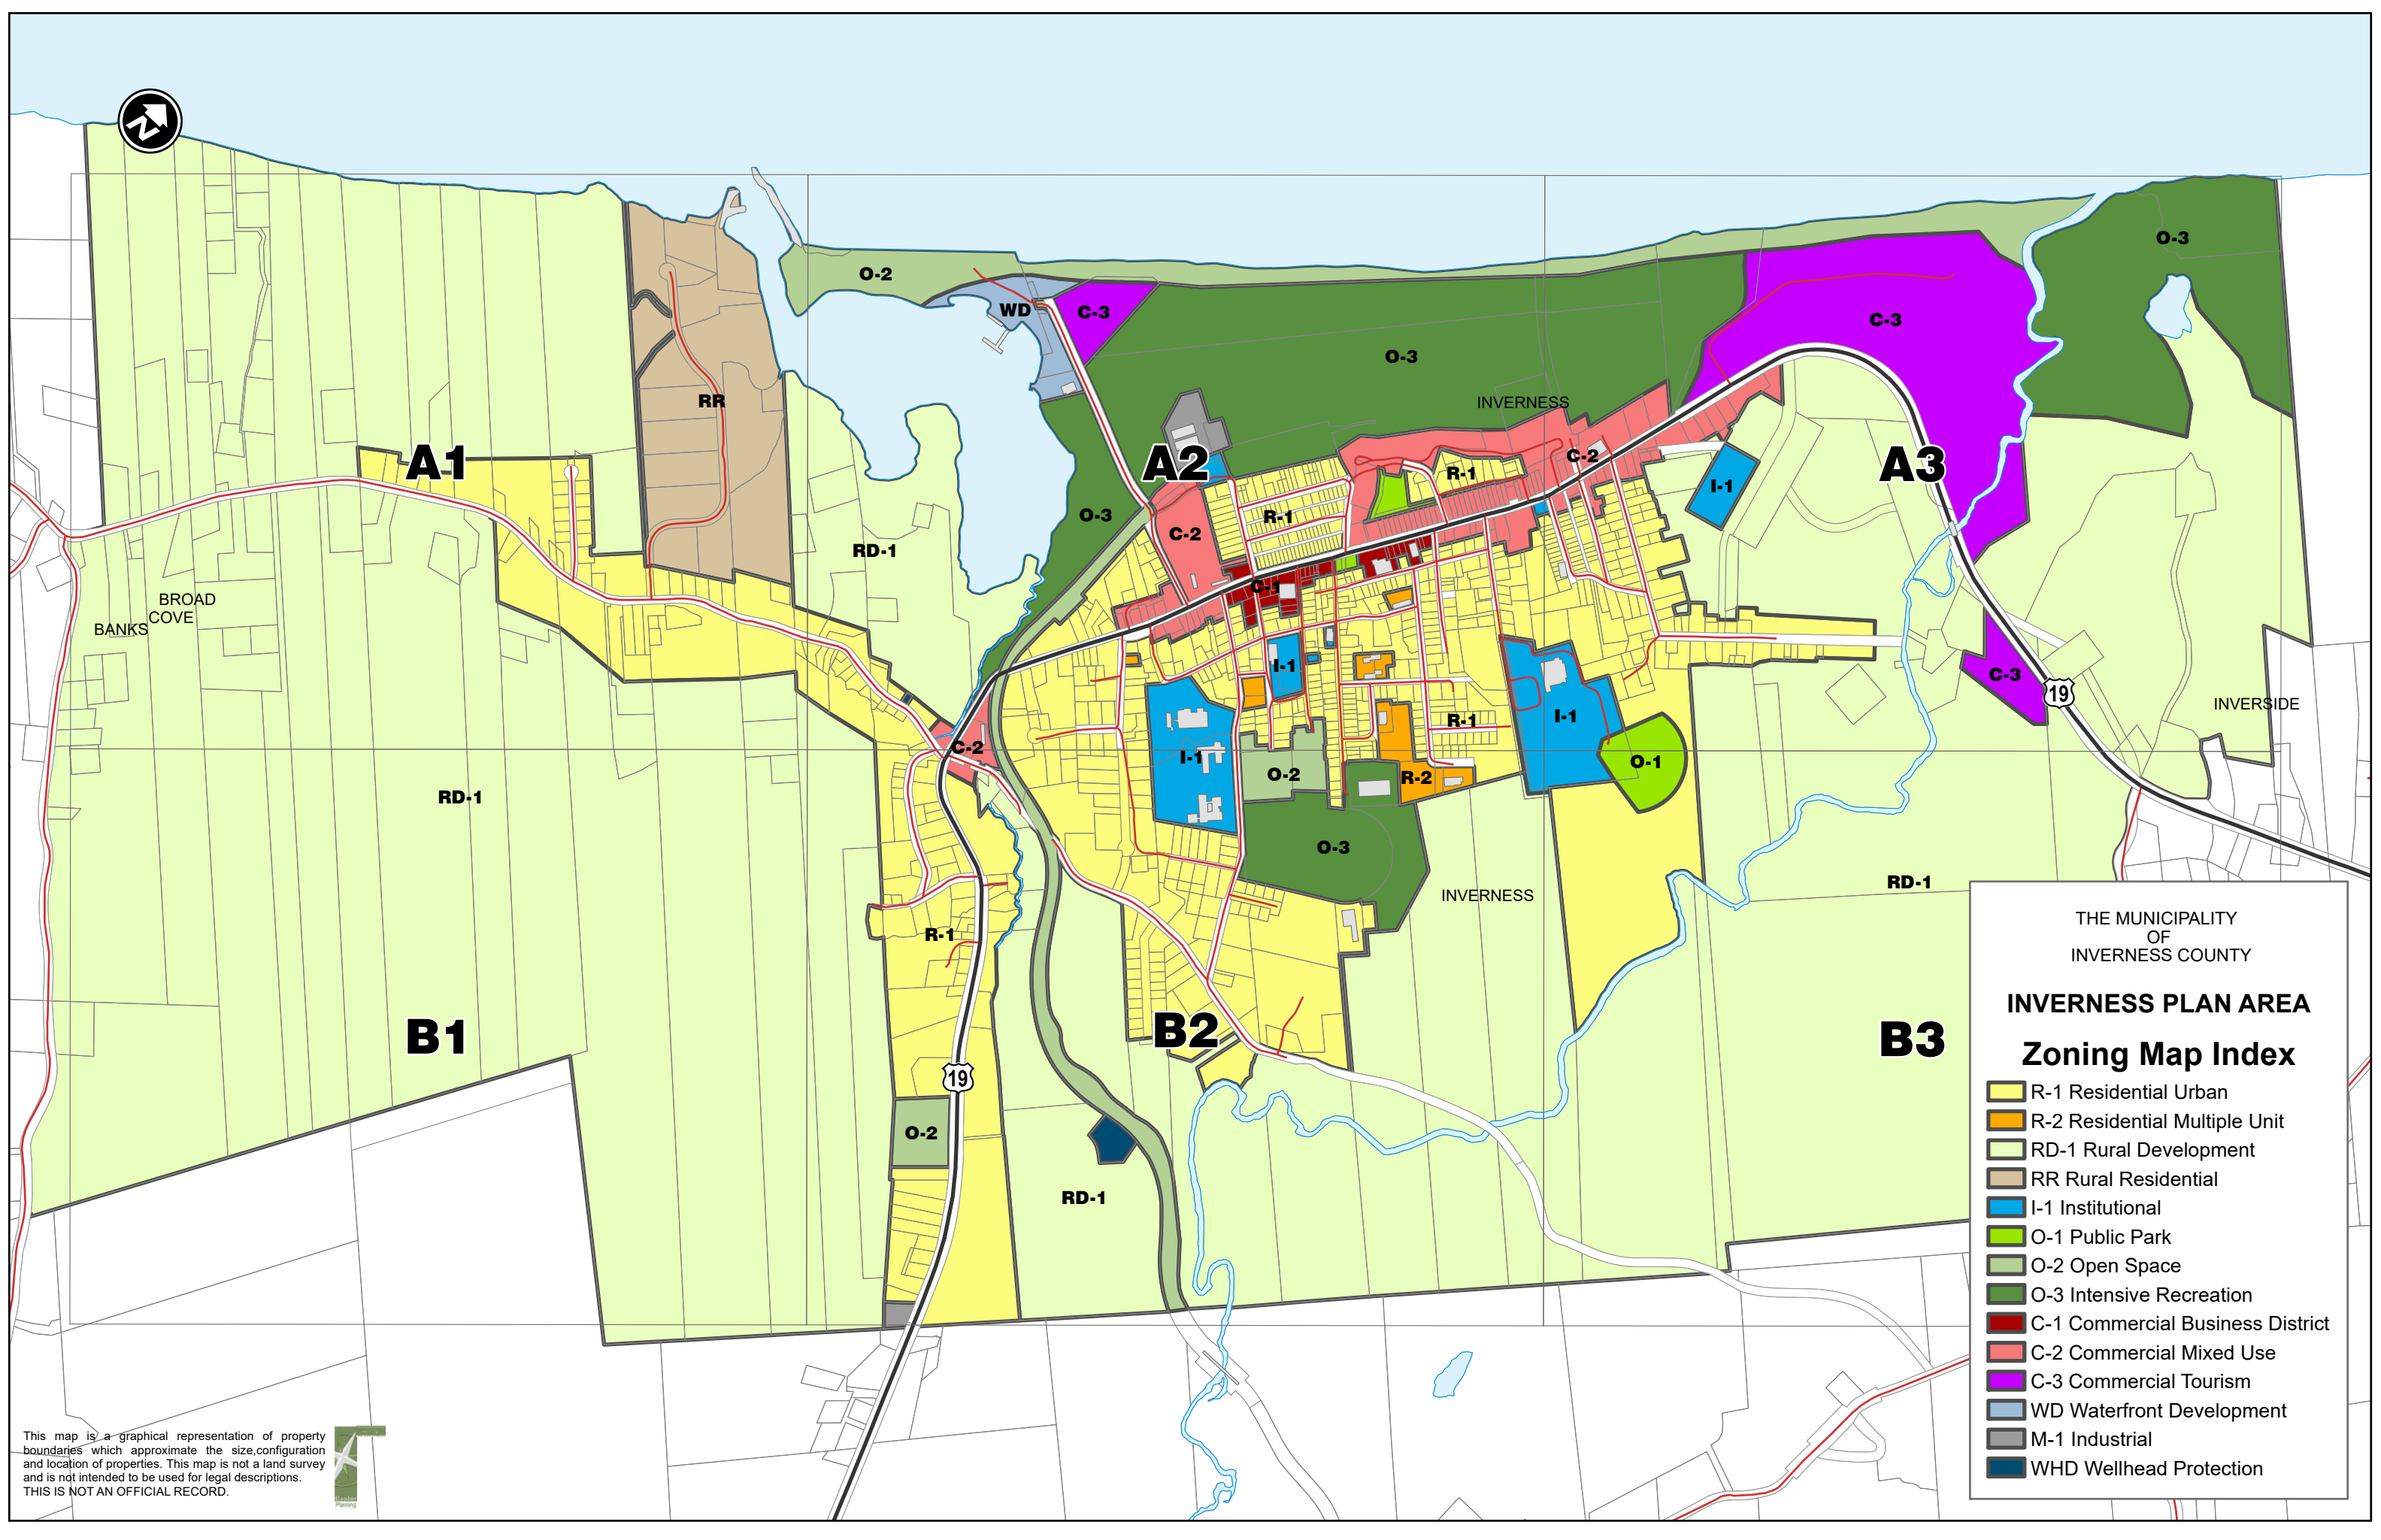 N
O-3
O-2
WD
C-3
C-3
O-3
RR
INVERNESS
A1
A2
A3
C-2
R-1
I-1
O-3
R-1
C-2
RD-1
C-1
BROAD
COVE
BANKS
I-1
C-3
19
INVERSIDE
R-1
I-1
C-2
I-1
O-2
R-2
O-1
RD-1
O-3
RD-1
INVERNESS
R-1
B1
B2
B3
19
O-2
RD-1
THE MUNICIPALITY
OF
INVERNESS COUNTY
INVERNESS PLAN AREA
Zoning Map Index
R-1 Residential Urban
R-2 Residential Multiple Unit
RD-1 Rural Development
RR Rural Residential
I-1 Institutional
O-1 Public Park
O-2 Open Space
O-3 Intensive Recreation
C-1 Commercial Business District
C-2 Commercial Mixed Use
C-3 Commercial Tourism
WD Waterfront Development
M-1 Industrial
WHD Wellhead Protection
This map is a graphical representation of property
boundaries which approximate the size,configuration
and location of properties. This map is not a land survey
and is not intended to be used for legal descriptions.
THIS IS NOT AN OFFICIAL RECORD.